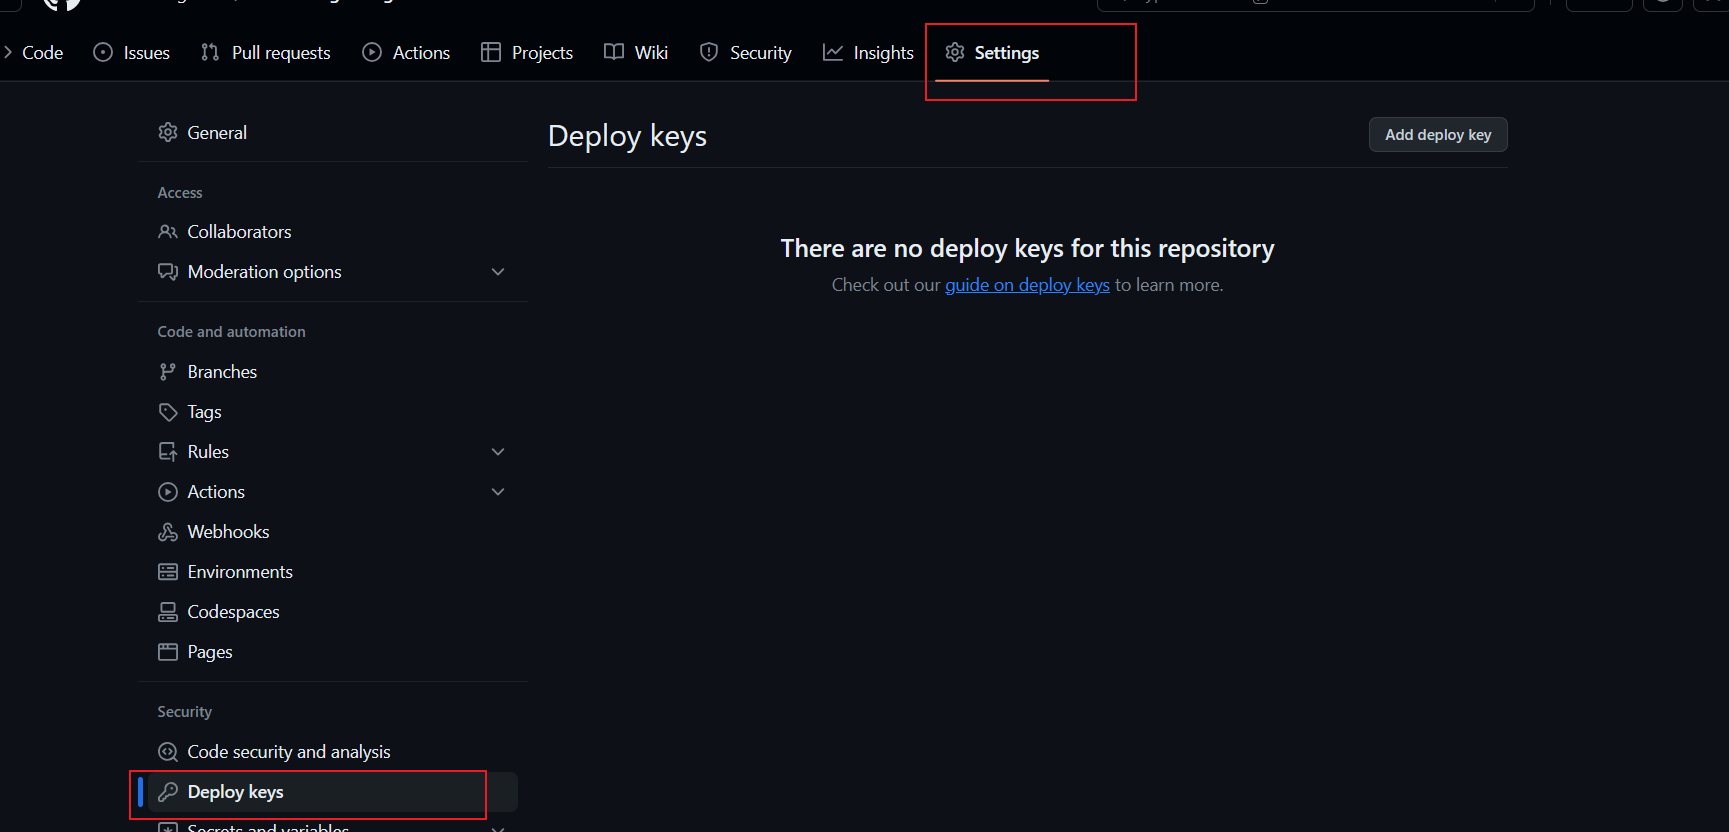 Code Issues Pull requests Actions Projects Wiki Security Insights Settings
General
Access
Collaborators
Moderation options
Code and automation
Branches
Tags
Rules
Actions
Webhooks
Environments
Codespaces
Pages
Security
Code security and analysis
Deploy keys
Secrets and variables
Deploy keys
Add deploy key
There are no deploy keys for this repository
Check out our guide on deploy keys to learn more.